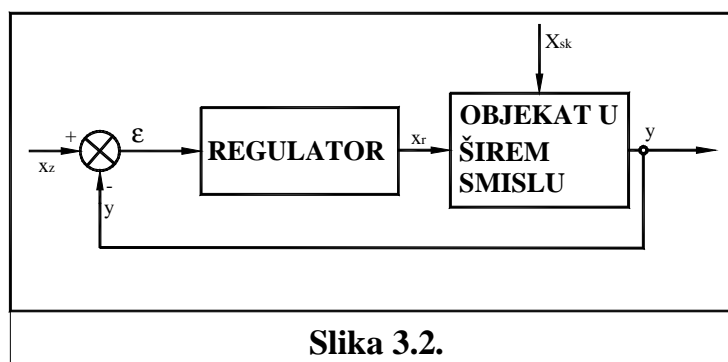 Xsk
+
ε
xz
-
y
REGULATOR
xr
OBJEKAT U
ŠIREM
SMISLU
y
Slika 3.2.